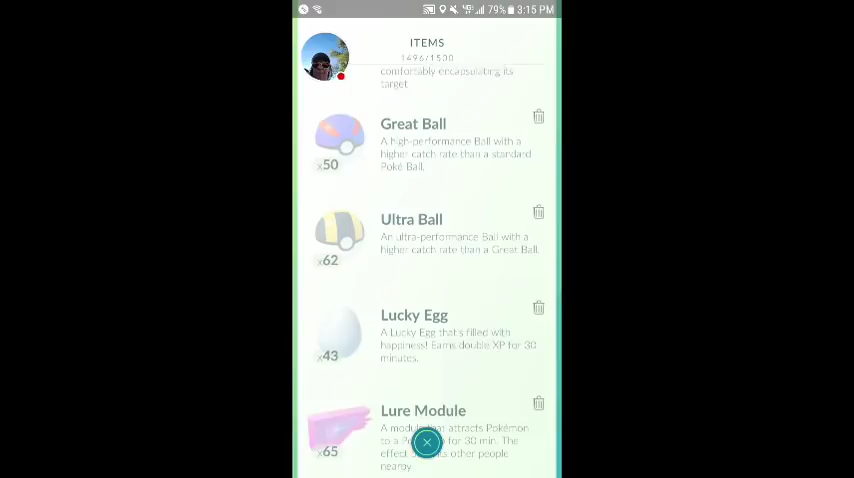 79% 3:15 PM
ITEMS
1496/1500
comfortably encapsulating its
target
Great Ball
A high-performance Ball with a
higher catch rate than a standard
Poké Ball.
x50
Ultra Ball
An ultra-performance Ball with a
higher catch rate than a Great Ball.
x62
Lucky Egg
A Lucky Egg that's filled with
happiness! Earns double XP for 30
minutes.
x43
Lure Module
A module that attracts Pokémon
to a Po for 30 min. The
effect other people
nearby.
x65